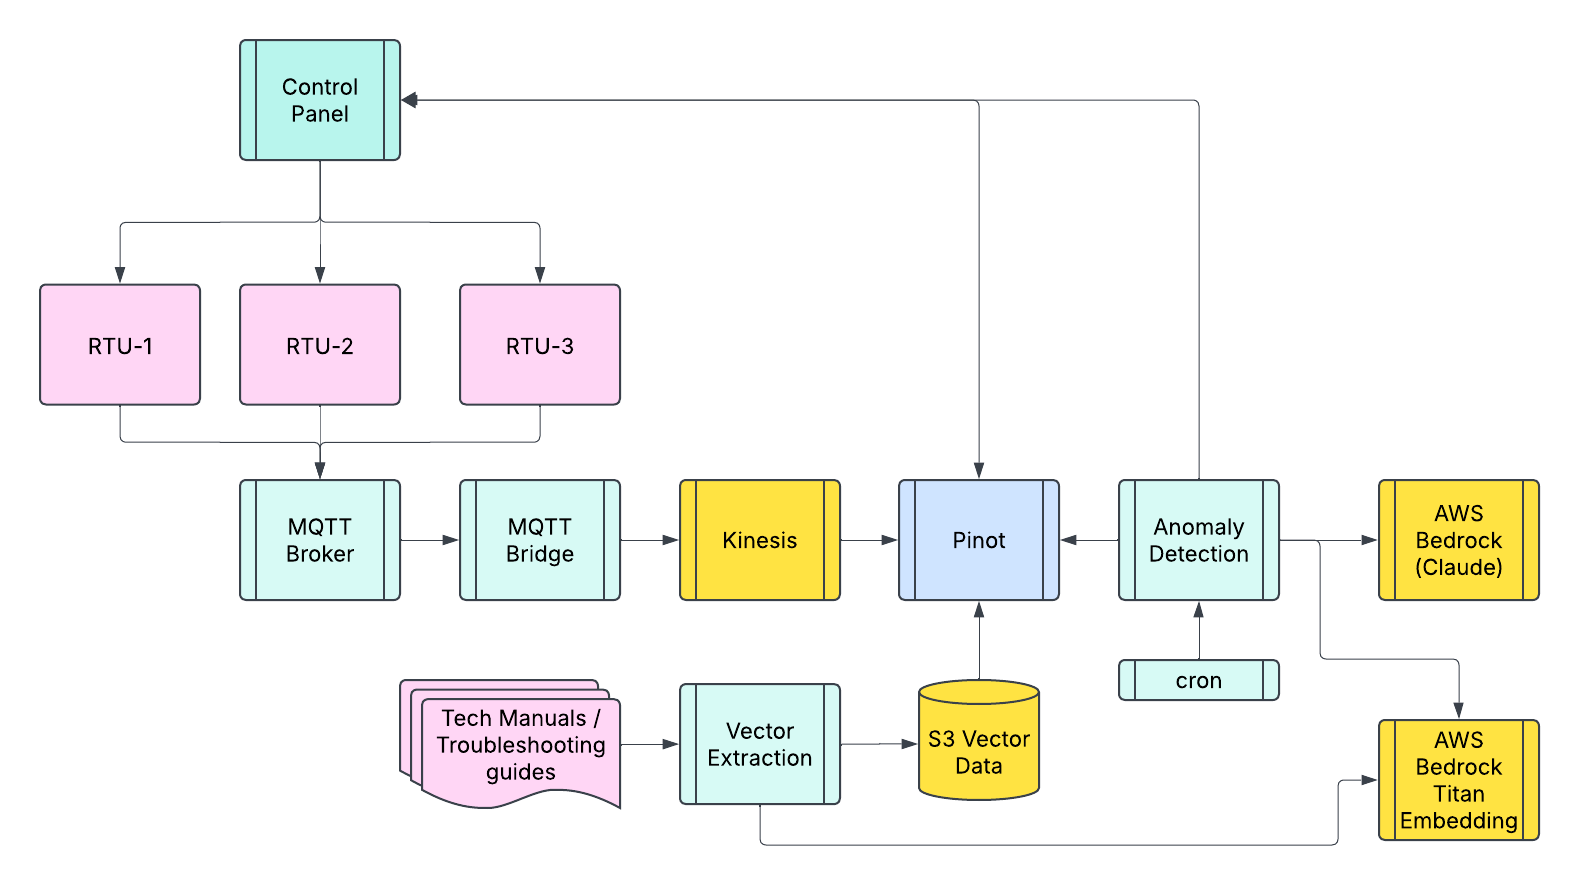 Control
Panel
RTU-1
RTU-2
RTU-3
MQTT
Broker
MQTT
Bridge
Kinesis
Pinot
Anomaly
Detection
AWS
Bedrock
(Claude)
cron
Tech Manuals /
Troubleshooting
guides
Vector
Extraction
S3 Vector
Data
AWS
Bedrock
Titan
Embedding